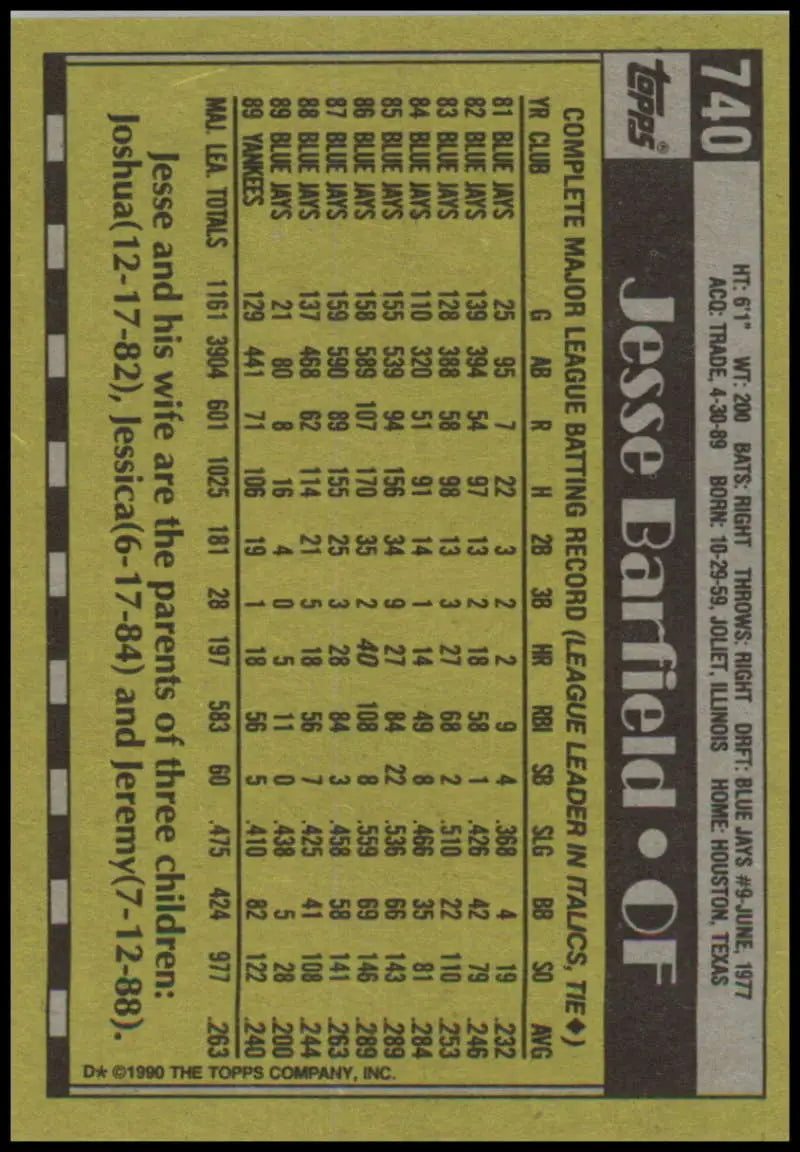 740
HT: 6'1" WT: 200 BATS: RIGHT THROWS: RIGHT DRFT: BLUE JAYS #9-JUNE, 1977
ACQ: TRADE, 4-30-89 BORN: 10-29-59, JOLIET, ILLINOIS HOME: HOUSTON, TEXAS
topps® Jesse Barfield • OF
COMPLETE MAJOR LEAGUE BATTING RECORD (LEAGUE LEADER IN ITALICS, TIE ♦)
YR CLUB G AB R H 2B 3B HR RBI SB SLG BB SO AVG
81 BLUE JAYS 25 95 7 22 3 2 2 9 4 .368 4 19 .232
82 BLUE JAYS 139 394 54 97 13 2 18 58 1 .426 42 79 .246
83 BLUE JAYS 128 388 58 98 13 3 27 68 2 .510 22 110 .253
84 BLUE JAYS 110 320 51 91 14 1 14 49 8 .466 35 81 .284
85 BLUE JAYS 155 539 94 156 34 9 27 84 22 .536 66 143 .289
86 BLUE JAYS 158 589 107 170 35 2 40 108 8 .559 69 146 .289
87 BLUE JAYS 159 590 89 155 25 3 28 84 3 .458 58 141 .263
88 BLUE JAYS 137 468 62 114 21 5 18 56 7 .425 41 108 .244
89 BLUE JAYS 21 80 8 16 4 0 5 11 0 .438 5 28 .200
89 YANKEES 129 441 71 106 19 1 18 56 5 .410 82 122 .240
MAJ. LEA. TOTALS 1161 3904 601 1025 181 28 197 583 60 .475 424 977 .263
Jesse and his wife are the parents of three children:
Joshua(12-17-82), Jessica(6-17-84) and Jeremy(7-12-88).
D* ©1990 THE TOPPS COMPANY, INC.